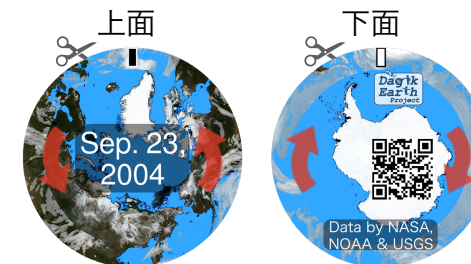 上面
下面
Sep. 23,
2004
Dagik
Earth
Project
Data by NASA,
NOAA & USGS